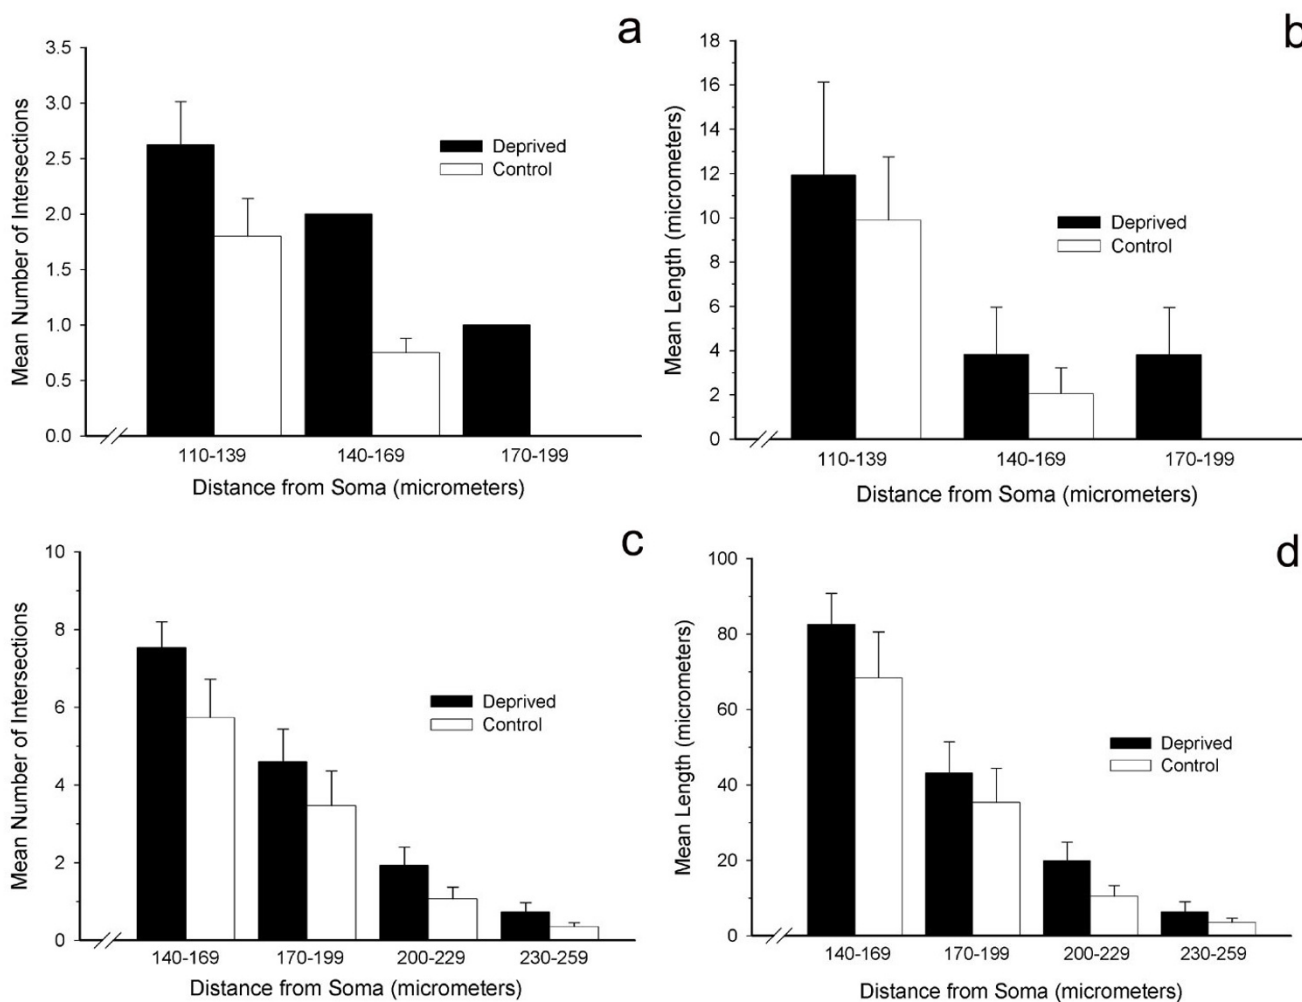 a
3.5
3.0
2.5
2.0
1.5
1.0
0.5
0.0
Mean Number of Intersections
Deprived
Control
110-139
140-169
170-199
Distance from Soma (micrometers)
b
18
16
14
12
10
8
6
4
2
0
Mean Length (micrometers)
Deprived
Control
110-139
140-169
170-199
Distance from Soma (micrometers)
c
10
8
6
4
2
0
Mean Number of Intersections
Deprived
Control
140-169
170-199
200-229
230-259
Distance from Soma (micrometers)
d
100
80
60
40
20
0
Mean Length (micrometers)
Deprived
Control
140-169
170-199
200-229
230-259
Distance from Soma (micrometers)